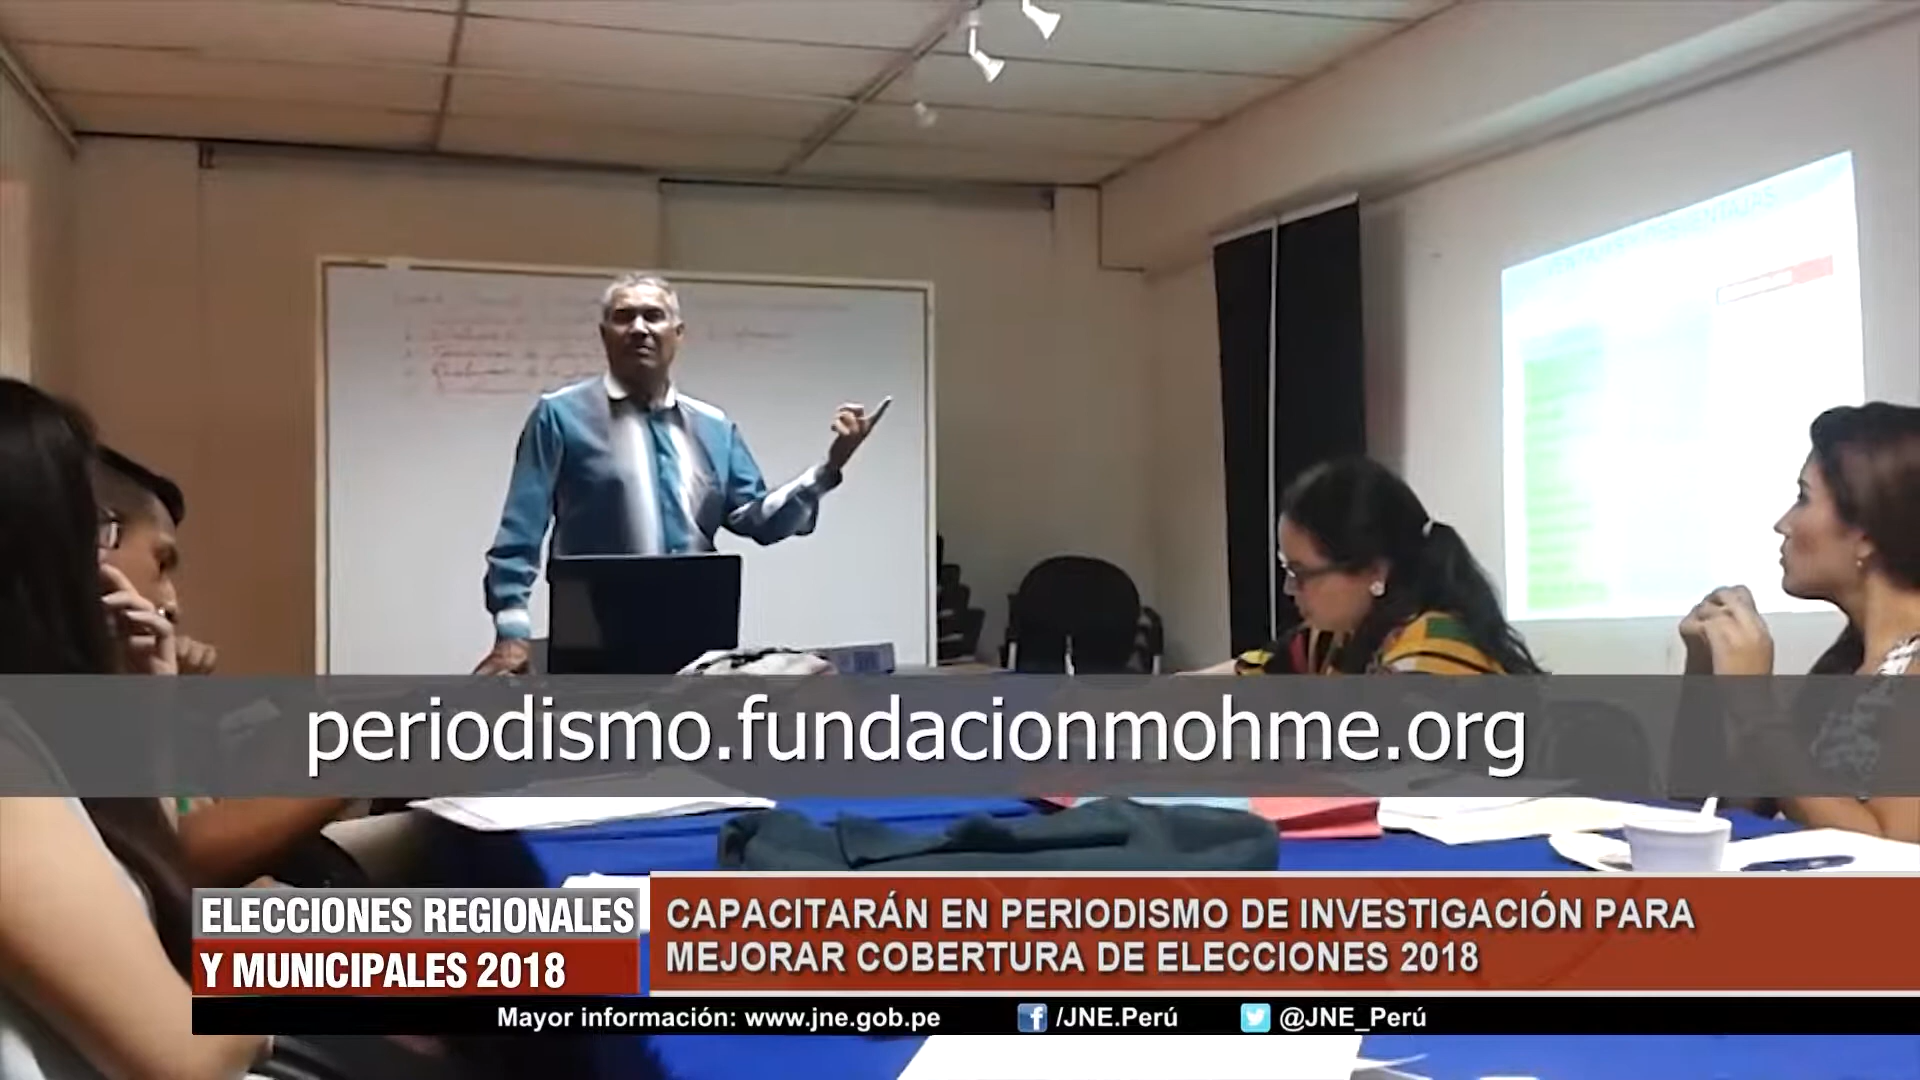 periodismo.fundacionmohme.org
ELECCIONES REGIONALES
Y MUNICIPALES 2018
CAPACITARÁN EN PERIODISMO DE INVESTIGACIÓN PARA
MEJORAR COBERTURA DE ELECCIONES 2018
Mayor información: www.jne.gob.pe /JNE.Perú @JNE_Perú